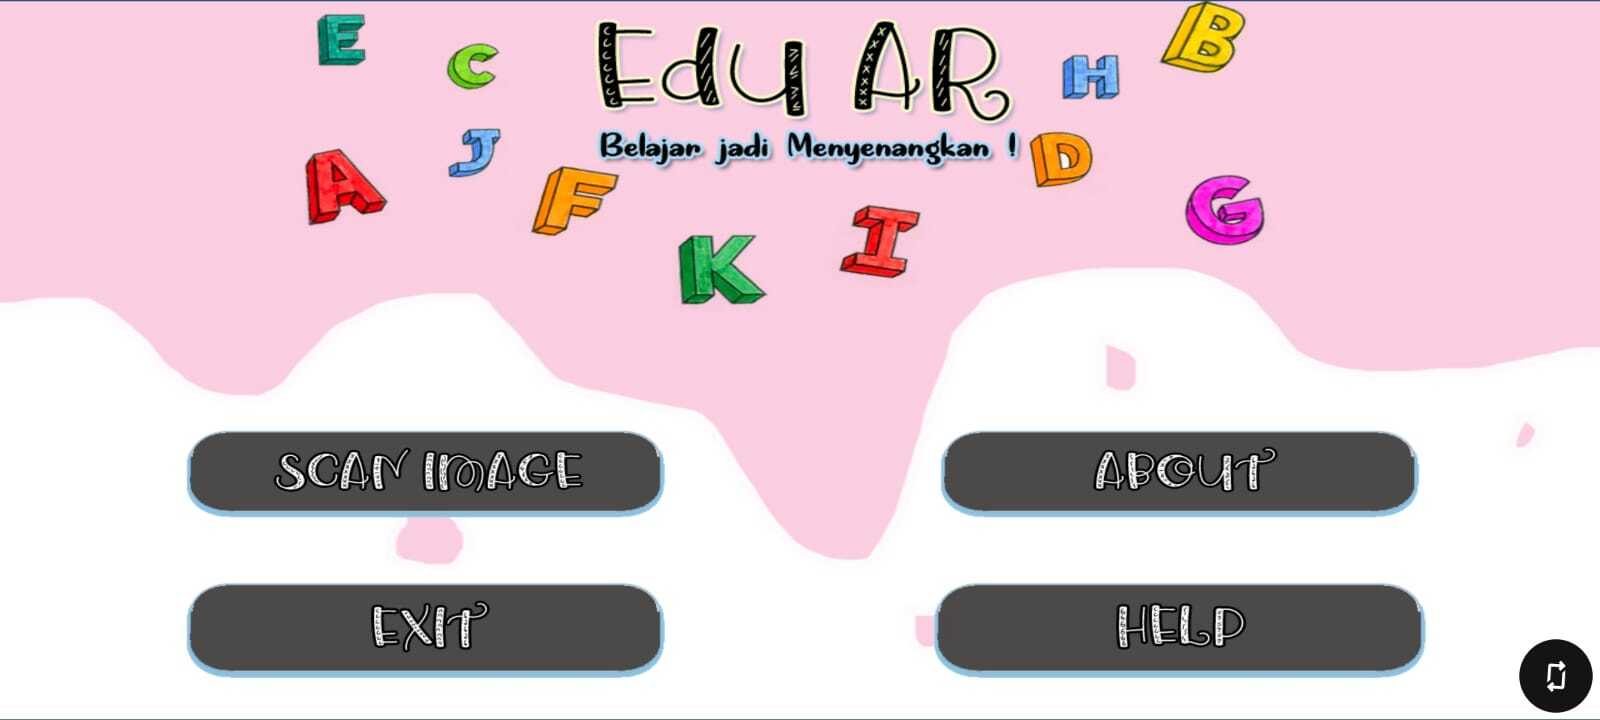 E
C
Edu AR
H
B
Belajar jadi Menyenangkan !
A
J
F
K
I
D
G
SCAN IMAGE
ABOUT
EXIT
HELP